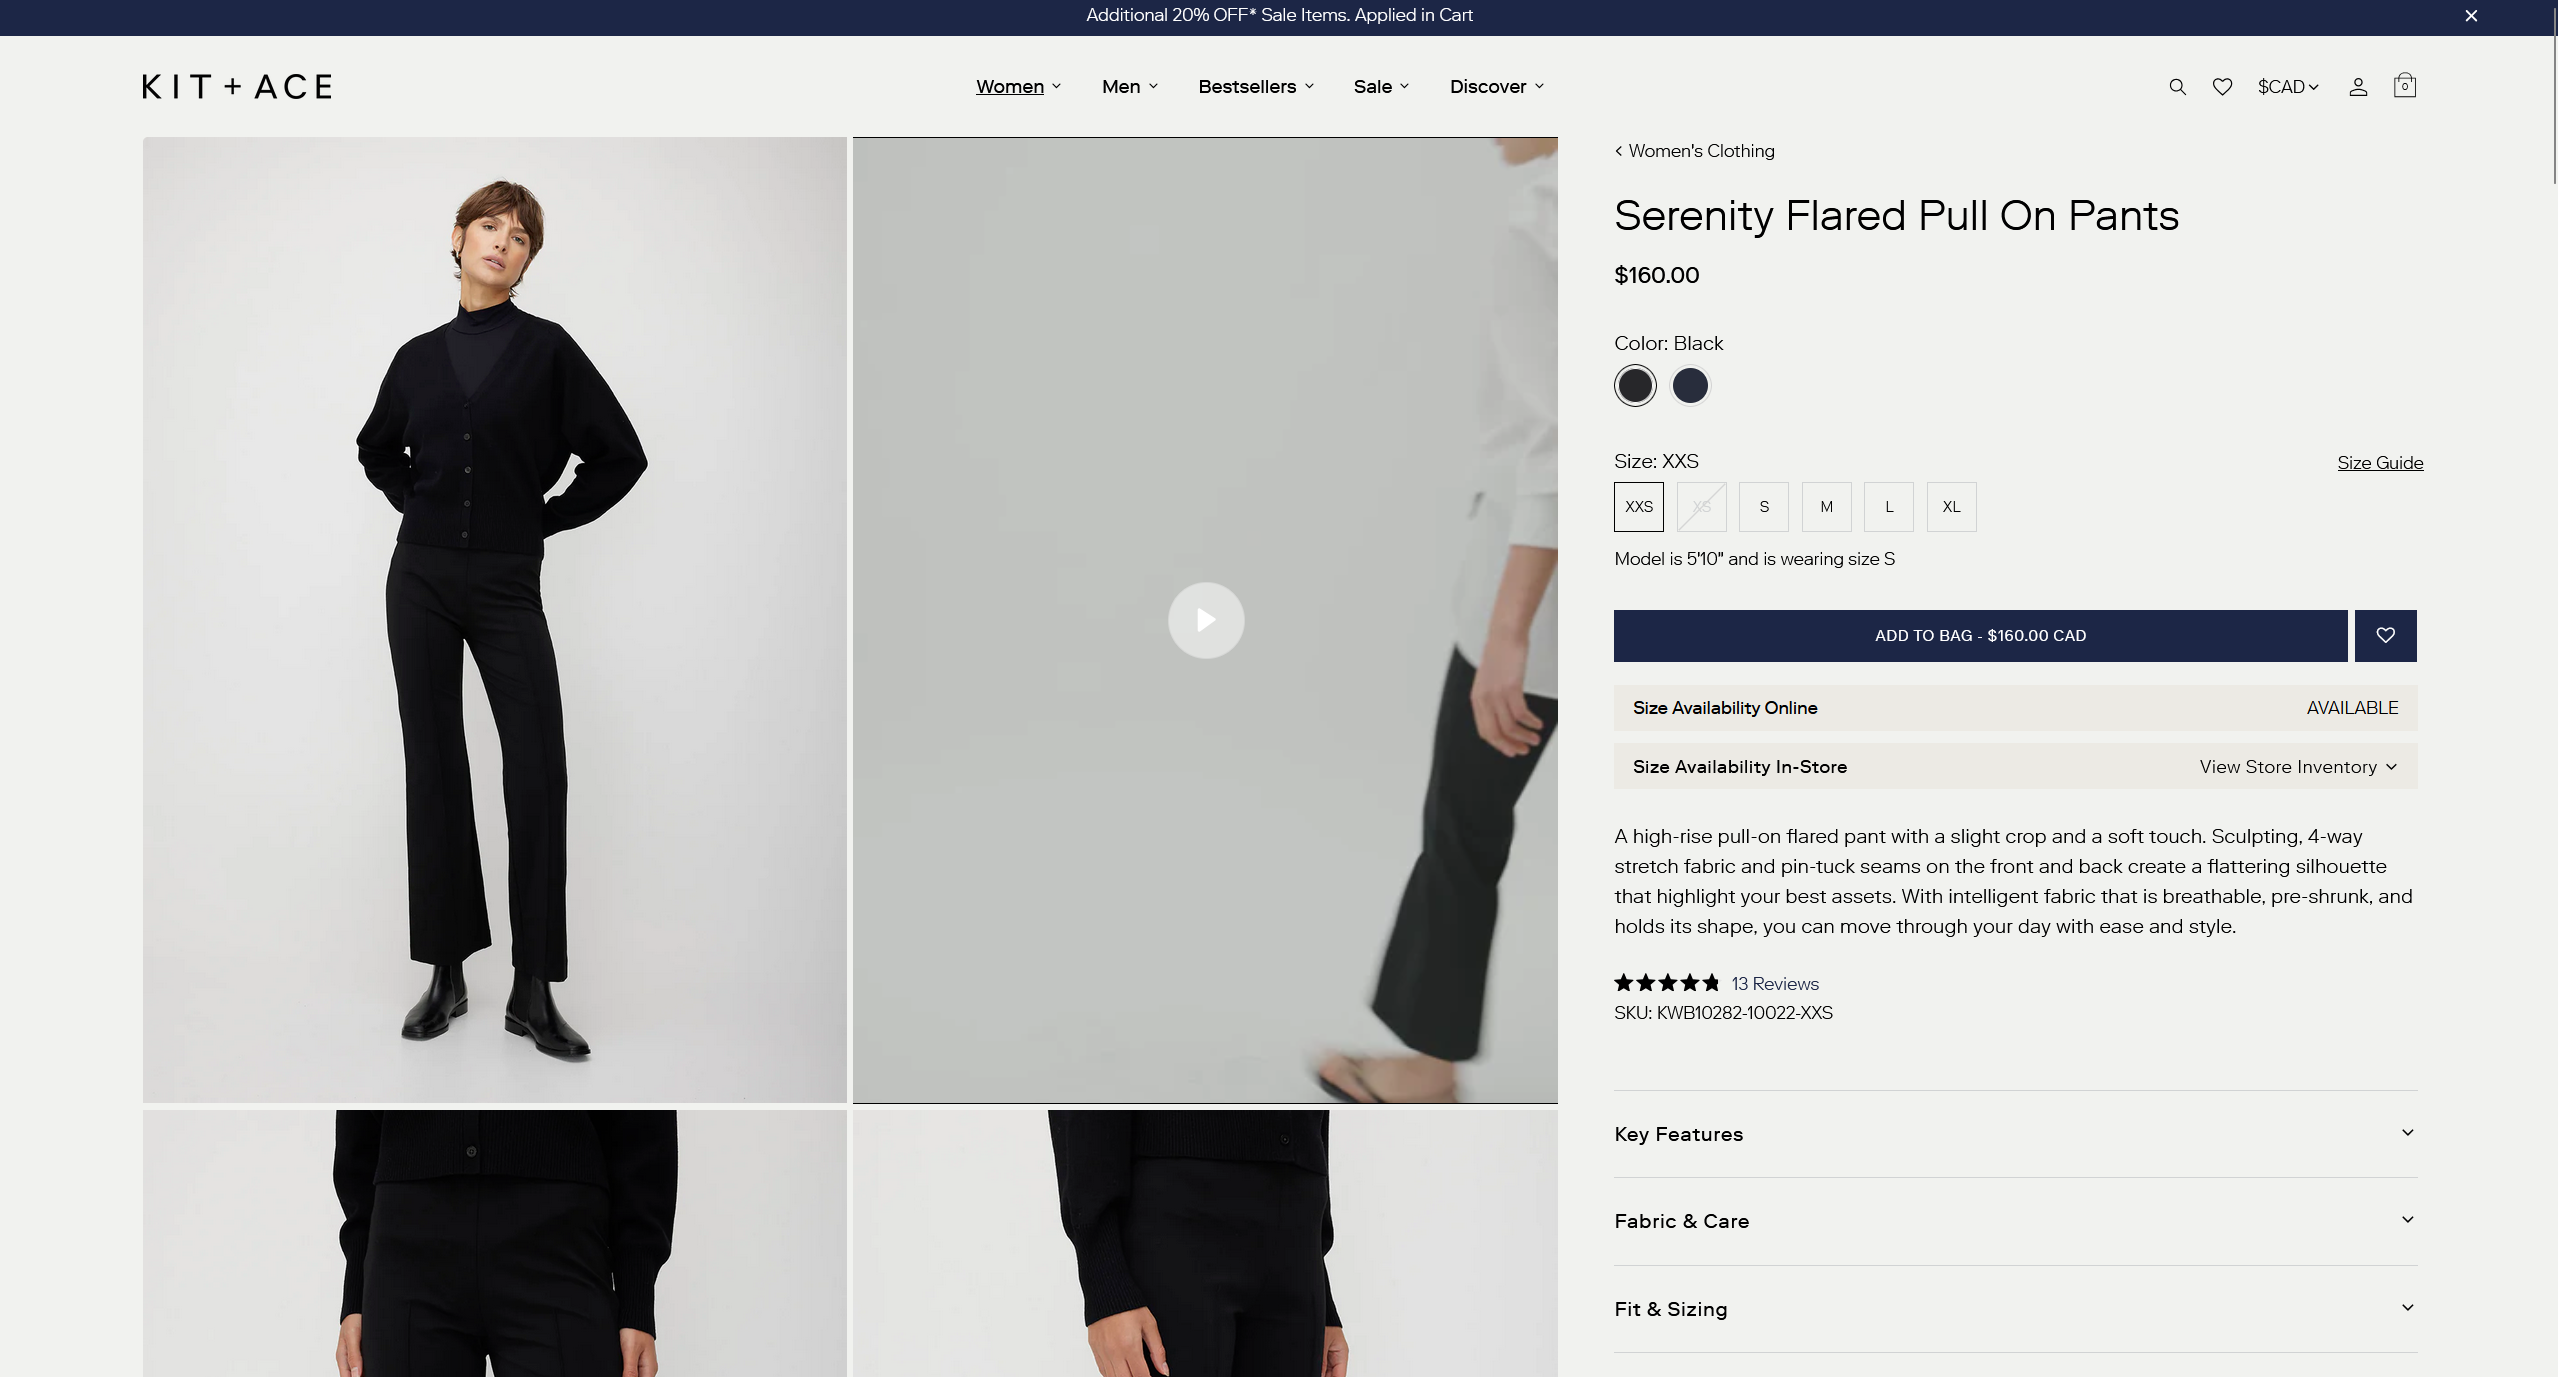 Additional 20% OFF* Sale Items. Applied in Cart
KIT + ACE
Women
Men
Bestsellers
Sale
Discover
$CAD
0
Women's Clothing
Serenity Flared Pull On Pants
$160.00
Color: Black
Size: XXS
Size Guide
XXS
XS
S
M
L
XL
Model is 5'10" and is wearing size S
ADD TO BAG - $160.00 CAD
Size Availability Online
AVAILABLE
Size Availability In-Store
View Store Inventory
A high-rise pull-on flared pant with a slight crop and a soft touch. Sculpting, 4-way
stretch fabric and pin-tuck seams on the front and back create a flattering silhouette
that highlight your best assets. With intelligent fabric that is breathable, pre-shrunk, and
holds its shape, you can move through your day with ease and style.
13 Reviews
SKU: KWB10282-10022-XXS
Key Features
Fabric & Care
Fit & Sizing